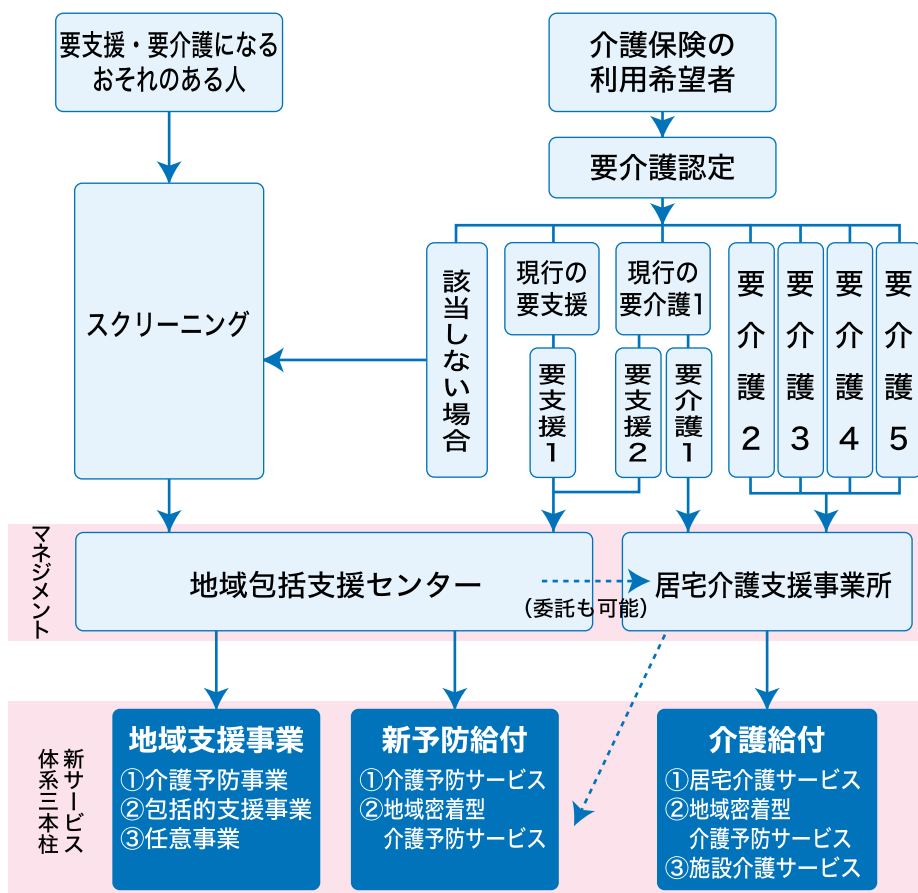 要支援・要介護になる
おそれのある人
介護保険の
利用希望者
要介護認定
スクリーニング
該当しない場合
現行の
要支援
現行の
要介護1
要支援1
要支援2
要介護1
要介護2
要介護3
要介護4
要介護5
マネジメント
地域包括支援センター
（委託も可能）
居宅介護支援事業所
新サービス
体系三本柱
地域支援事業
①介護予防事業
②包括的支援事業
③任意事業
新予防給付
①介護予防サービス
②地域密着型
介護予防サービス
介護給付
①居宅介護サービス
②地域密着型
介護予防サービス
③施設介護サービス